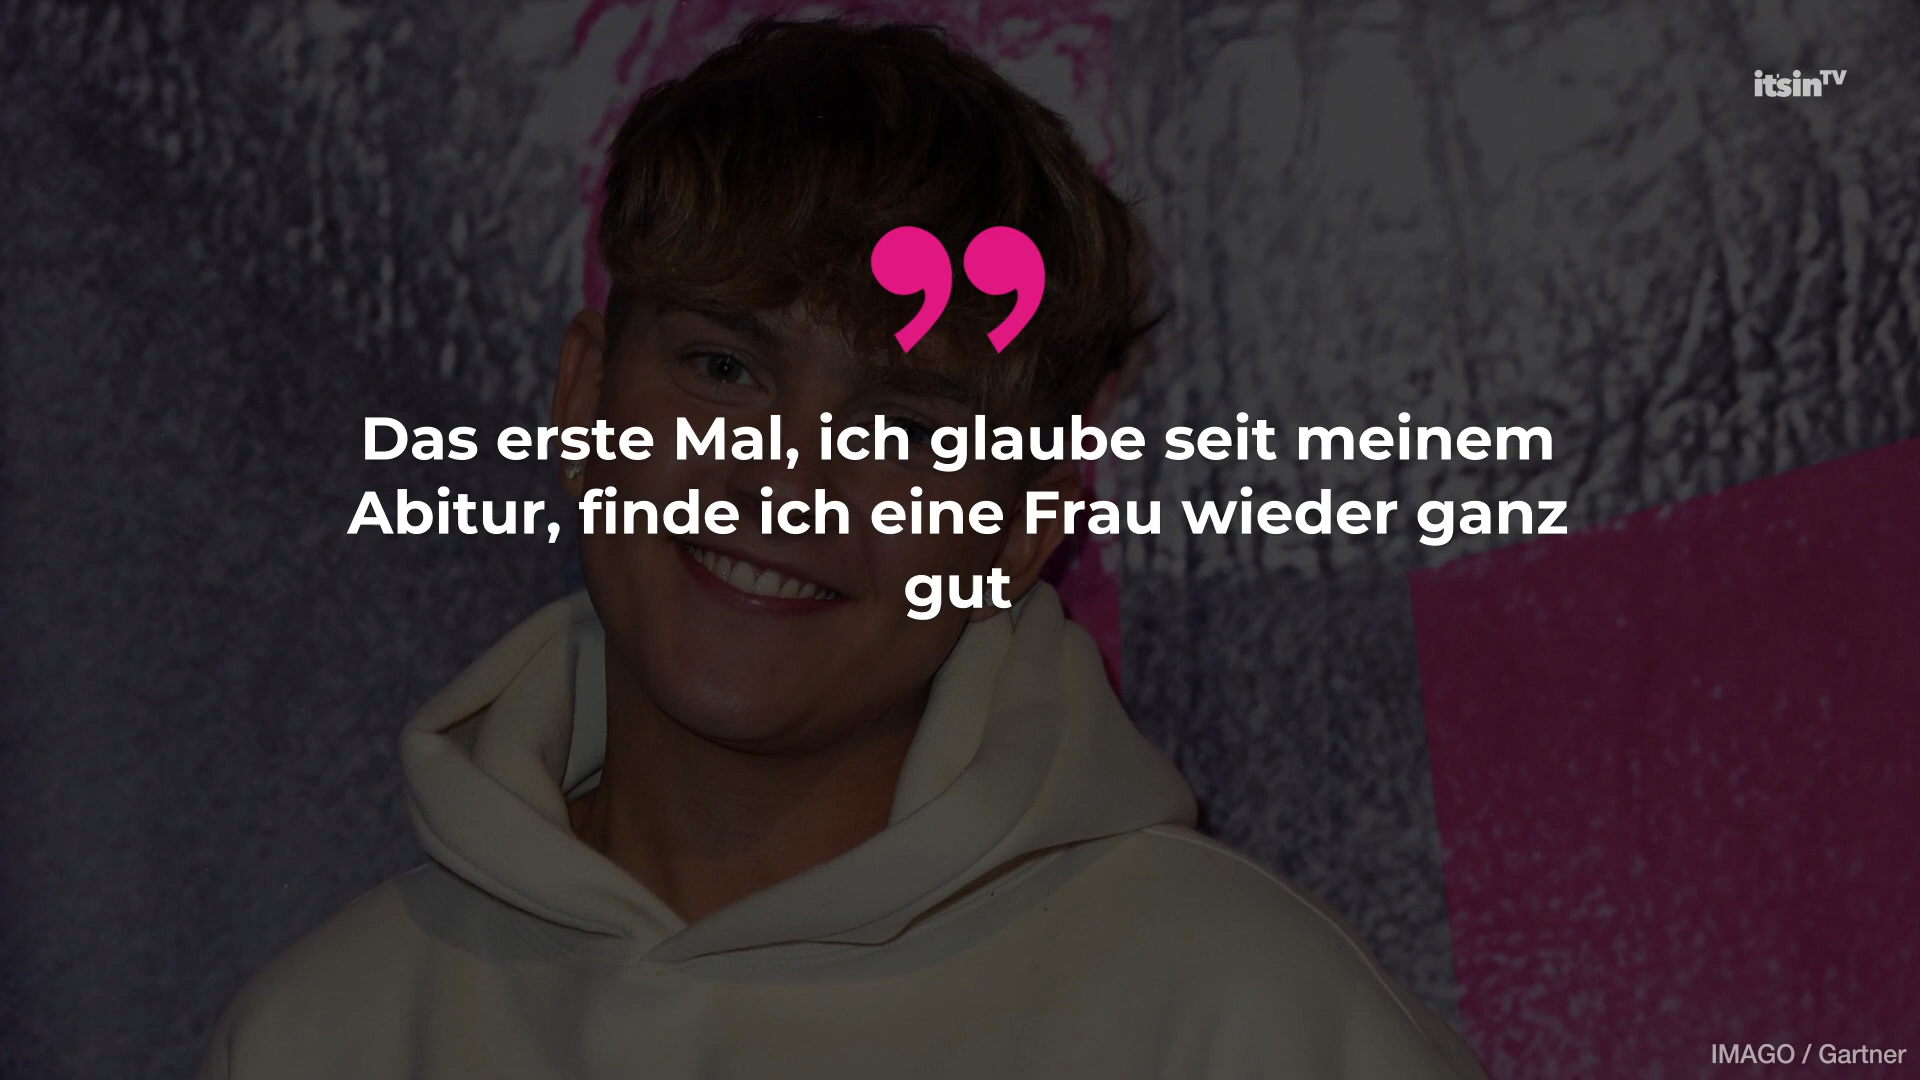 itsinTV
Das erste Mal, ich glaube seit meinem
Abitur, finde ich eine Frau wieder ganz
gut
IMAGO / Gartner